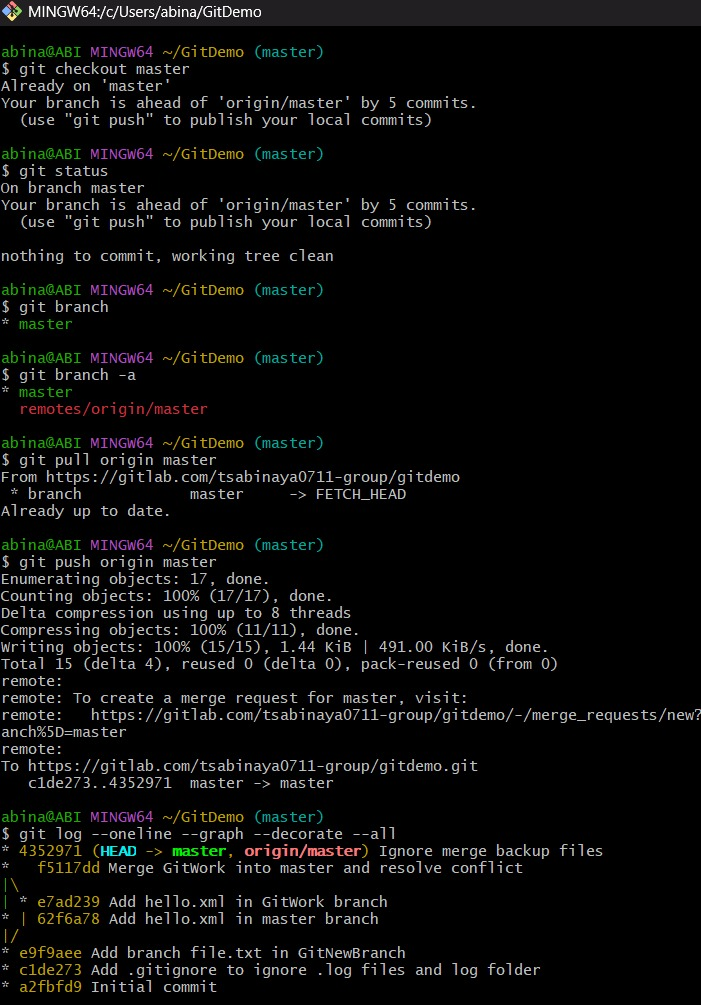 MINGW64:/c/Users/abina/GitDemo
abina@ABI MINGW64 ~/GitDemo (master)
$ git checkout master
Already on 'master'
Your branch is ahead of 'origin/master' by 5 commits.
  (use "git push" to publish your local commits)
abina@ABI MINGW64 ~/GitDemo (master)
$ git status
On branch master
Your branch is ahead of 'origin/master' by 5 commits.
  (use "git push" to publish your local commits)
nothing to commit, working tree clean
abina@ABI MINGW64 ~/GitDemo (master)
$ git branch
* master
abina@ABI MINGW64 ~/GitDemo (master)
$ git branch -a
* master
  remotes/origin/master
abina@ABI MINGW64 ~/GitDemo (master)
$ git pull origin master
From https://gitlab.com/tsabinaya0711-group/gitdemo
 * branch            master     -> FETCH_HEAD
Already up to date.
abina@ABI MINGW64 ~/GitDemo (master)
$ git push origin master
Enumerating objects: 17, done.
Counting objects: 100% (17/17), done.
Delta compression using up to 8 threads
Compressing objects: 100% (11/11), done.
Writing objects: 100% (15/15), 1.44 KiB | 491.00 KiB/s, done.
Total 15 (delta 4), reused 0 (delta 0), pack-reused 0 (from 0)
remote:
remote: To create a merge request for master, visit:
remote:   https://gitlab.com/tsabinaya0711-group/gitdemo/-/merge_requests/new?
anch%5D=master
remote:
To https://gitlab.com/tsabinaya0711-group/gitdemo.git
   c1de273..4352971  master -> master
abina@ABI MINGW64 ~/GitDemo (master)
$ git log --oneline --graph --decorate --all
* 4352971 (HEAD -> master, origin/master) Ignore merge backup files
*   f5117dd Merge GitWork into master and resolve conflict
|\
| * e7ad239 Add hello.xml in GitWork branch
* | 62f6a78 Add hello.xml in master branch
|/
* e9f9aee Add branch file.txt in GitNewBranch
* c1de273 Add .gitignore to ignore .log files and log folder
* a2fbfd9 Initial commit